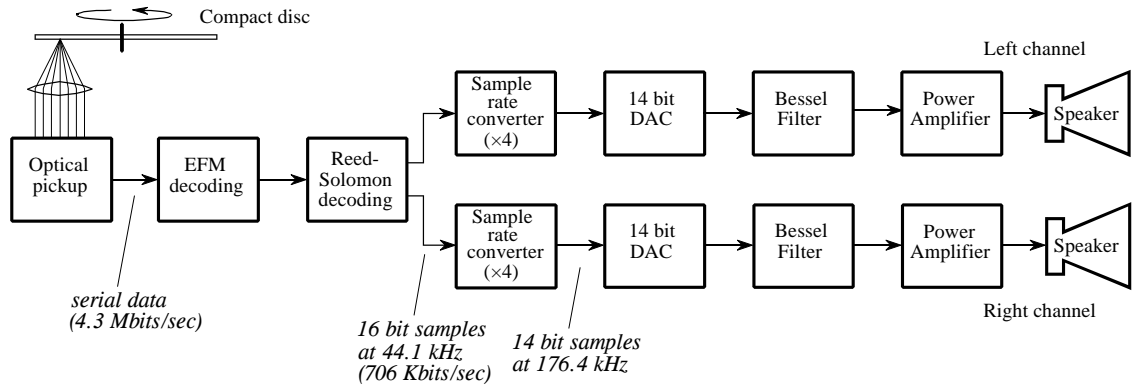 Compact disc
Left channel
Optical
pickup
EFM
decoding
Reed-
Solomon
decoding
Sample
rate
converter
(×4)
14 bit
DAC
Bessel
Filter
Power
Amplifier
Speaker
Sample
rate
converter
(×4)
14 bit
DAC
Bessel
Filter
Power
Amplifier
Speaker
Right channel
serial data
(4.3 Mbits/sec)
16 bit samples
at 44.1 kHz
(706 Kbits/sec)
14 bit samples
at 176.4 kHz